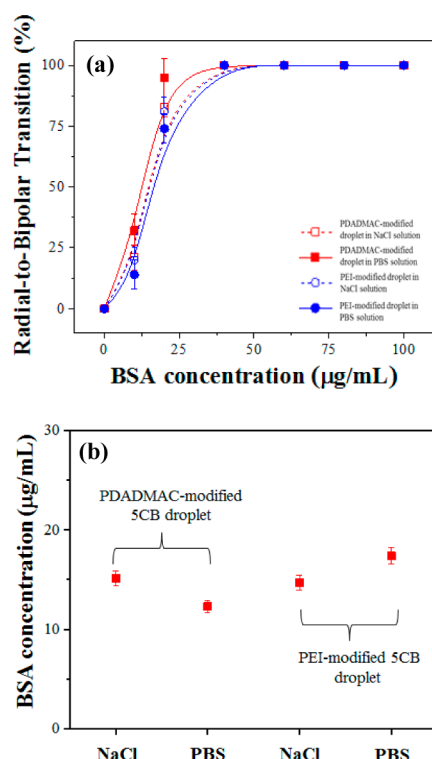 (a)
Radial-to-Bipolar Transition (%)
100
75
50
25
0
PDADMAC-modified
droplet in NaCl solution
PDADMAC-modified
droplet in PBS solution
PEI-modified droplet in
NaCl solution
PEI-modified droplet in
PBS solution
0 25 50 75 100
BSA concentration (μg/mL)
(b)
BSA concentration (μg/mL)
30
20
10
0
PDADMAC-modified
5CB droplet
PEI-modified 5CB
droplet
NaCl PBS NaCl PBS